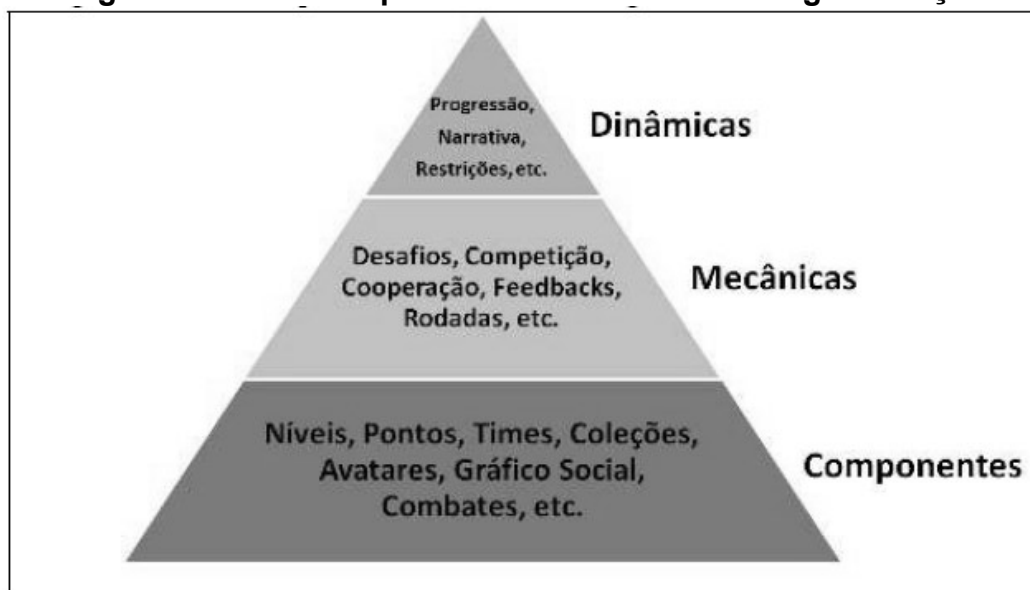 Progressão,
Narrativa,
Restrições, etc.
Dinâmicas
Desafios, Competição,
Cooperação, Feedbacks,
Rodadas, etc.
Mecânicas
Níveis, Pontos, Times, Coleções,
Avatares, Gráfico Social,
Combates, etc.
Componentes